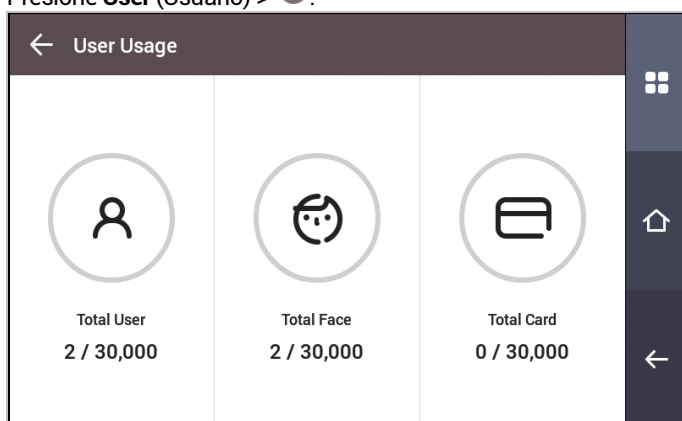 Presione User (Usuario) > .
User Usage
Total User
2 / 30,000
Total Face
2 / 30,000
Total Card
0 / 30,000